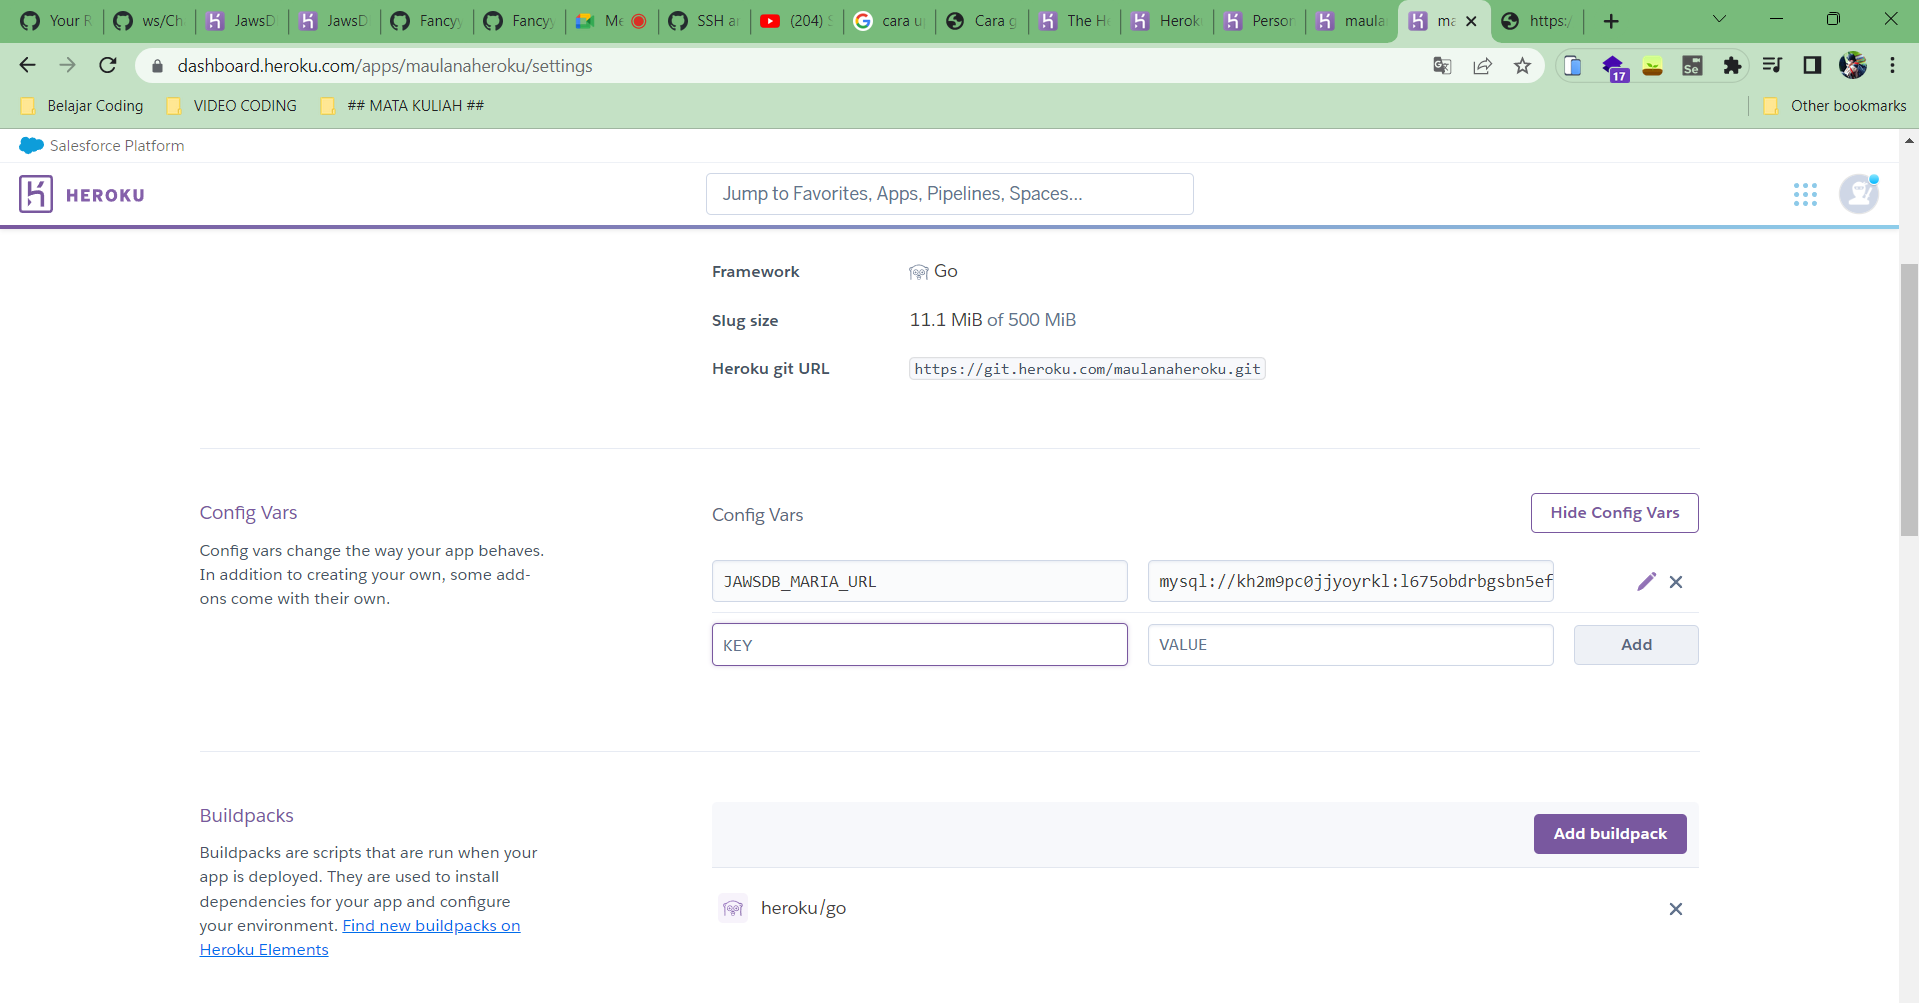 Your R
ws/Ch
JawsD
JawsD
Fancyy
Fancyy
Me
SSH a
(204)
cara u
Cara g
The H
Herok
Person
maula
ma
https:/
dashboard.heroku.com/apps/maulanaheroku/settings
17
Se
Belajar Coding
VIDEO CODING
## MATA KULIAH ##
Other bookmarks
Salesforce Platform
HEROKU
Jump to Favorites, Apps, Pipelines, Spaces...
Framework
Go
Slug size
11.1 MiB of 500 MiB
Heroku git URL
https://git.heroku.com/maulanaheroku.git
Config Vars
Config vars change the way your app behaves.
In addition to creating your own, some add-
ons come with their own.
Config Vars
Hide Config Vars
JAWSDB_MARIA_URL
mysql://kh2m9pc0jjyoyrkl:l675obdrbgsbn5ef
KEY
VALUE
Add
Buildpacks
Buildpacks are scripts that are run when your
app is deployed. They are used to install
dependencies for your app and configure
your environment. Find new buildpacks on
Heroku Elements
Add buildpack
heroku/go